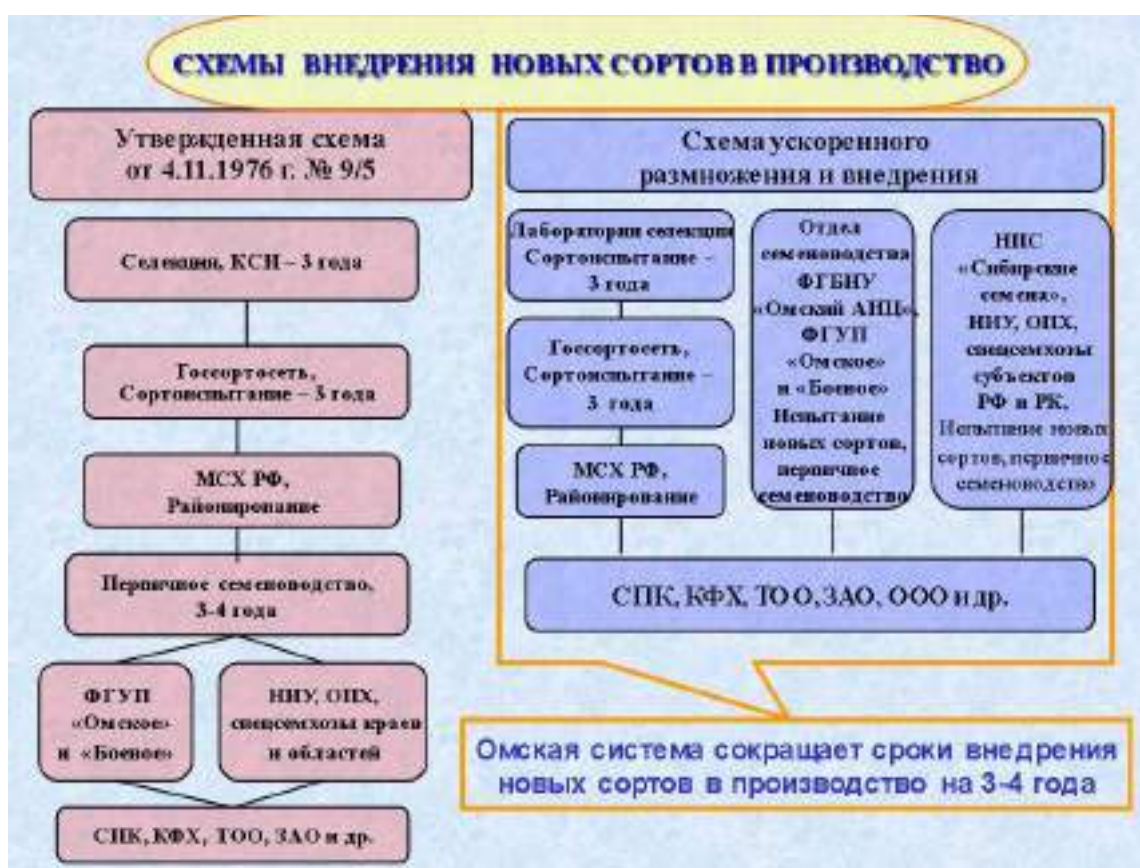 СХЕМЫ ВНЕДРЕНИЯ НОВЫХ СОРТОВ В ПРОИЗВОДСТВО
Утвержденная схема
от 4.11.1976 г. № 9/5
Селекция, КСИ – 3 года
Госсортосеть,
Сортоиспытание – 3 года
МСХ РФ,
Районирование
Первичное семеноводство,
3-4 года
ФГУП
«Омское»
и «Боевое»
НИУ, ОПХ,
спецсемхозы краев
и областей
СПК, КФХ, ТОО, ЗАО и др.
Схема ускоренного
размножения и внедрения
Лаборатории селекции
Сортоиспытание –
3 года
Госсортосеть,
Сортоиспытание –
3 года
МСХ РФ,
Районирование
Отдел
семеноводства
ФГБНУ
«Омский АНЦ»,
ФГУП
«Омское»
и «Боевое»
Испытание
новых сортов,
первичное
семеноводство
НПС
«Сибирские
семена»,
НИУ, ОПХ,
спецсемхозы
субъектов
РФ и РК,
Испытание новых
сортов, первичное
семеноводство
СПК, КФХ, ТОО, ЗАО, ООО и др.
Омская система сокращает сроки внедрения
новых сортов в производство на 3-4 года